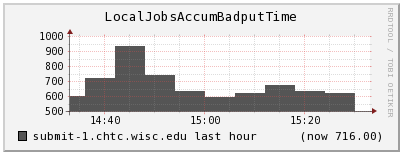 LocalJobsAccumBadputTime
RRDTOOL / TOBI OETIKER
1000
900
800
700
600
500
14:40 15:00 15:20
submit-1.chtc.wisc.edu last hour (now 716.00)